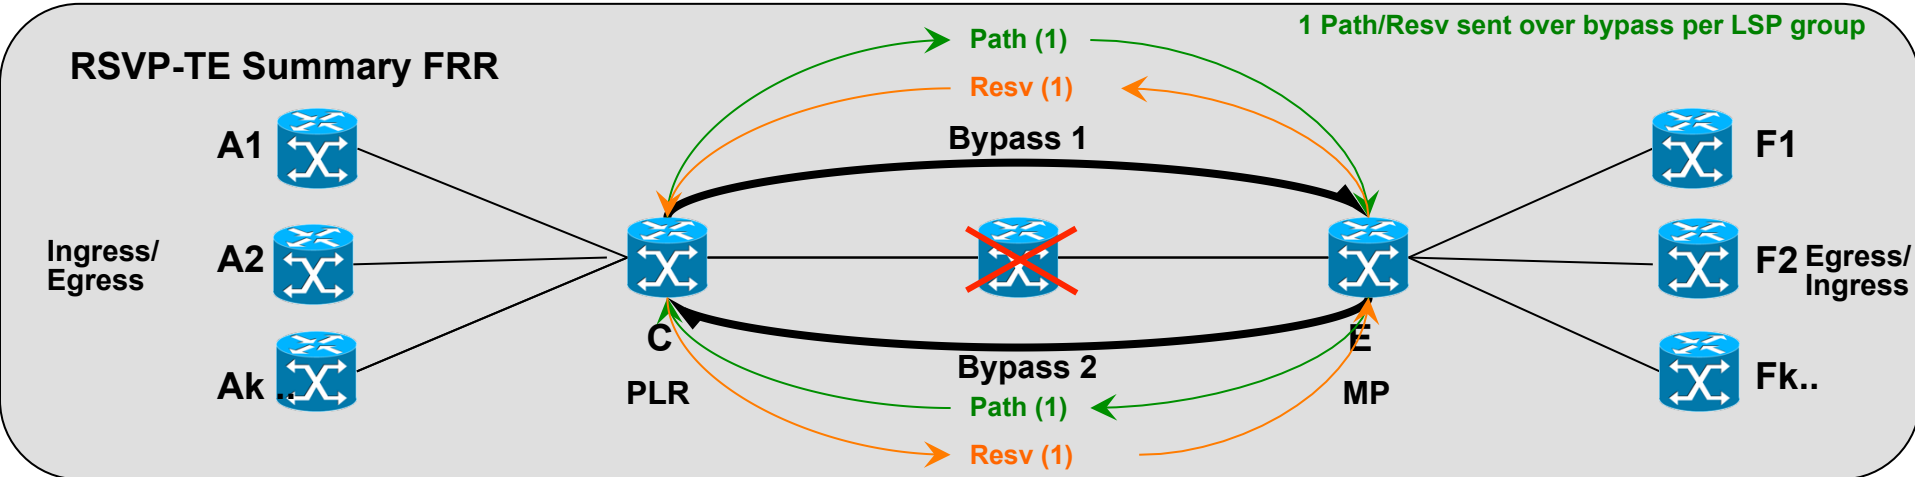 1 Path/Resv sent over bypass per LSP group
RSVP-TE Summary FRR
Path (1)
Resv (1)
Bypass 1
A1
F1
Ingress/
Egress
A2
F2
Egress/
Ingress
C
E
Bypass 2
PLR
MP
Ak ..
Fk..
Path (1)
Resv (1)